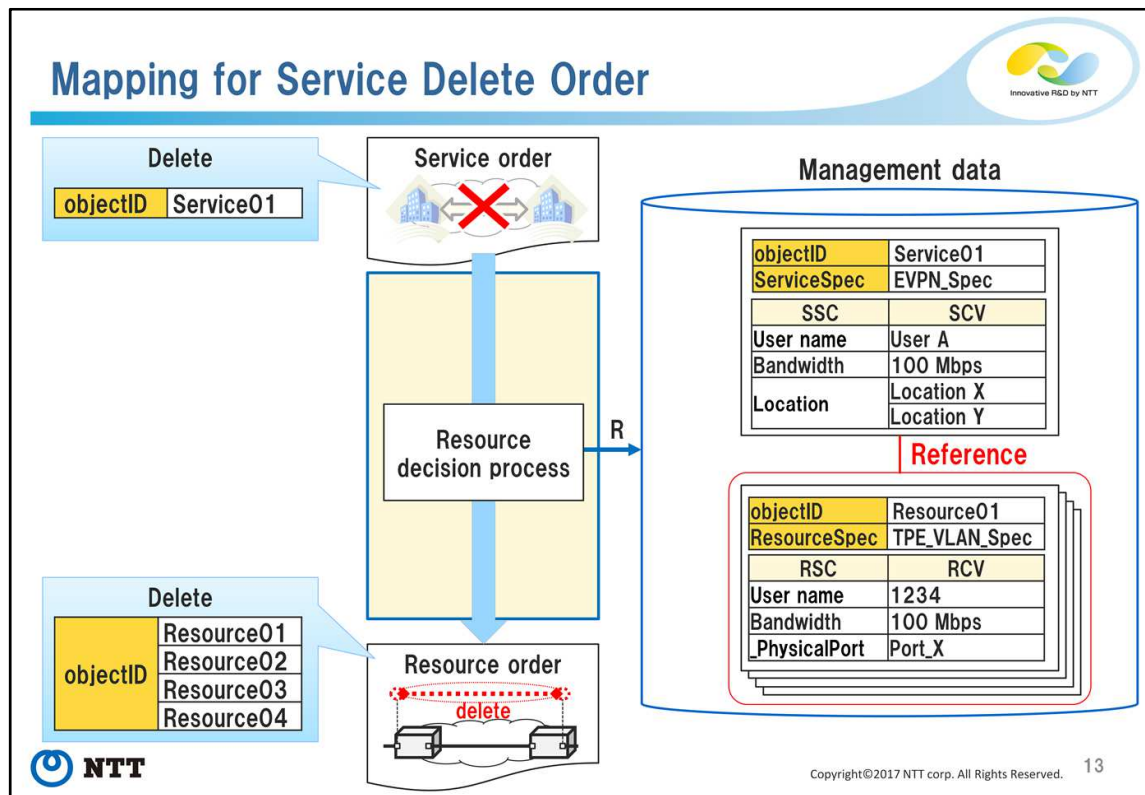 Mapping for Service Delete Order
Innovative R&D by NTT
Delete
objectID Service01
Service order
Management data
objectID Service01
ServiceSpec EVPN_Spec
SSC SCV
User name User A
Bandwidth 100 Mbps
Location Location X
Location Y
Resource
decision process
R
Reference
objectID Resource01
ResourceSpec TPE_VLAN_Spec
RSC RCV
User name 1234
Bandwidth 100 Mbps
_PhysicalPort Port_X
Delete
objectID
Resource01
Resource02
Resource03
Resource04
Resource order
delete
NTT
Copyright©2017 NTT corp. All Rights Reserved.
13